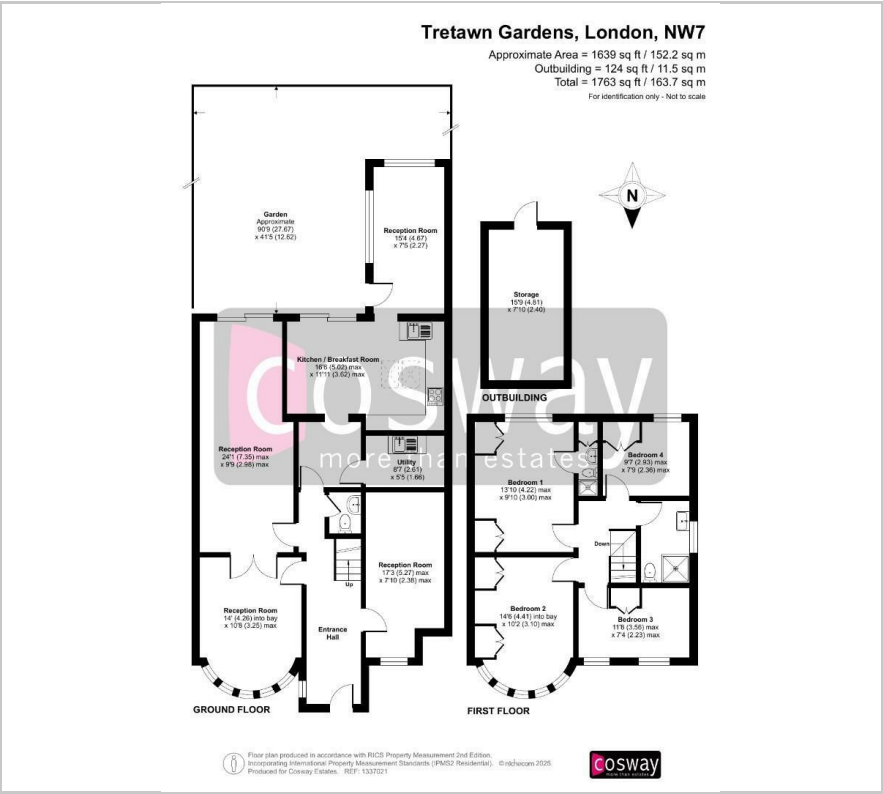 Tretawn Gardens, London, NW7
Approximate Area = 1639 sq ft / 152.2 sq m
Outbuilding = 124 sq ft / 11.5 sq m
Total = 1763 sq ft / 163.7 sq m
For identification only - Not to scale
N
Garden
Approximate
90'9 (27.67)
x 41'5 (12.62)
Reception Room
15'4 (4.67)
x 7'5 (2.27)
Storage
15'9 (4.81)
x 7'10 (2.40)
OUTBUILDING
Kitchen / Breakfast Room
16'6 (5.02) max
x 11'11 (3.62) max
cosway
more than estates
Reception Room
24'1 (7.35) max
x 9'9 (2.98) max
Utility
8'7 (2.61)
x 5'5 (1.66)
Reception Room
17'3 (5.27) max
x 7'10 (2.38) max
Up
Reception Room
14' (4.26) into bay
x 10'8 (3.25) max
Entrance
Hall
GROUND FLOOR
Bedroom 1
13'10 (4.22) max
x 9'10 (3.00) max
Bedroom 4
9'7 (2.93) max
x 7'9 (2.36) max
Down
Bedroom 2
14'6 (4.41) into bay
x 10'2 (3.10) max
Bedroom 3
11'8 (3.56) max
x 7'4 (2.23) max
FIRST FLOOR
Floor plan produced in accordance with RICS Property Measurement 2nd Edition,
Incorporating International Property Measurement Standards (IPMS2 Residential). ©nichecom 2025.
Produced for Cosway Estates. REF: 1337021
cosway
more than estates